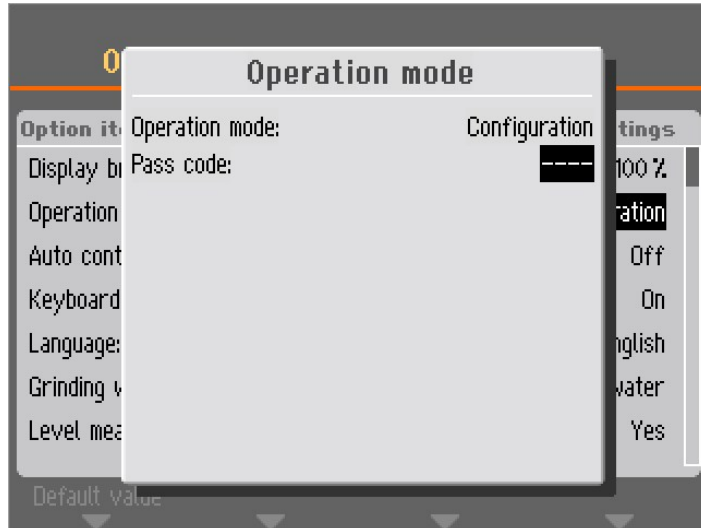 O
Operation mode
Option it
tings
Operation mode: Configuration
Pass code: ----
Display b
100 %
Operation
ration
Auto cont
Off
Keyboard
On
Language:
nglish
Grinding
water
Level mea
Yes
Default value